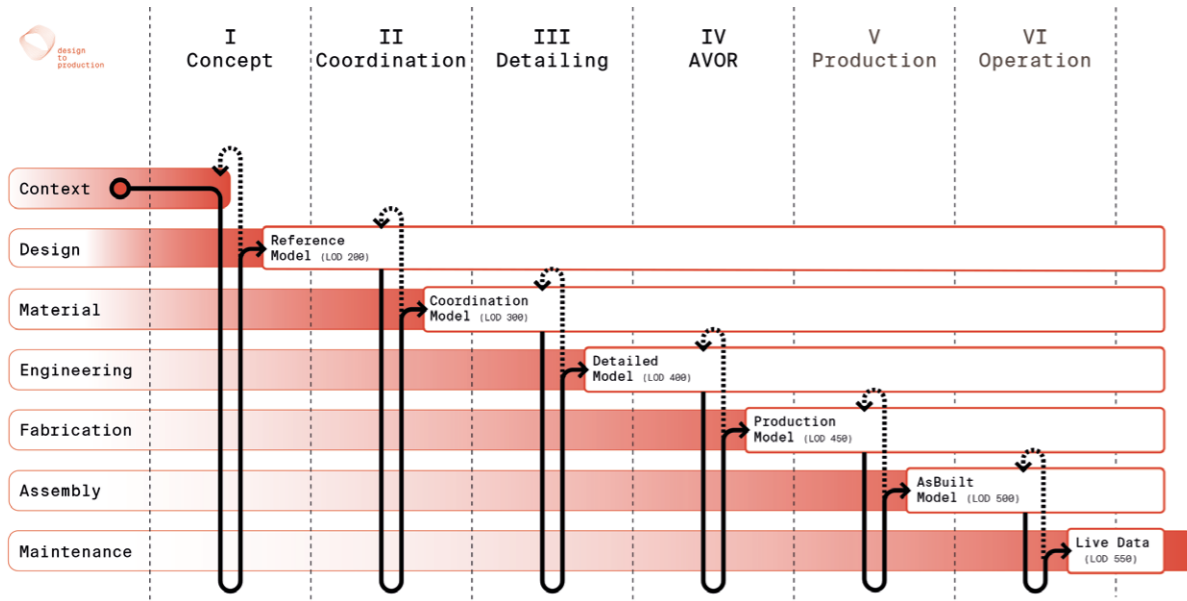 design
to
production
I
Concept
II
Coordination
III
Detailing
IV
AVOR
V
Production
VI
Operation
Context
Design
Reference
Model (LOD 200)
Material
Coordination
Model (LOD 300)
Engineering
Detailed
Model (LOD 400)
Fabrication
Production
Model (LOD 450)
Assembly
AsBuilt
Model (LOD 500)
Maintenance
Live Data
(LOD 550)